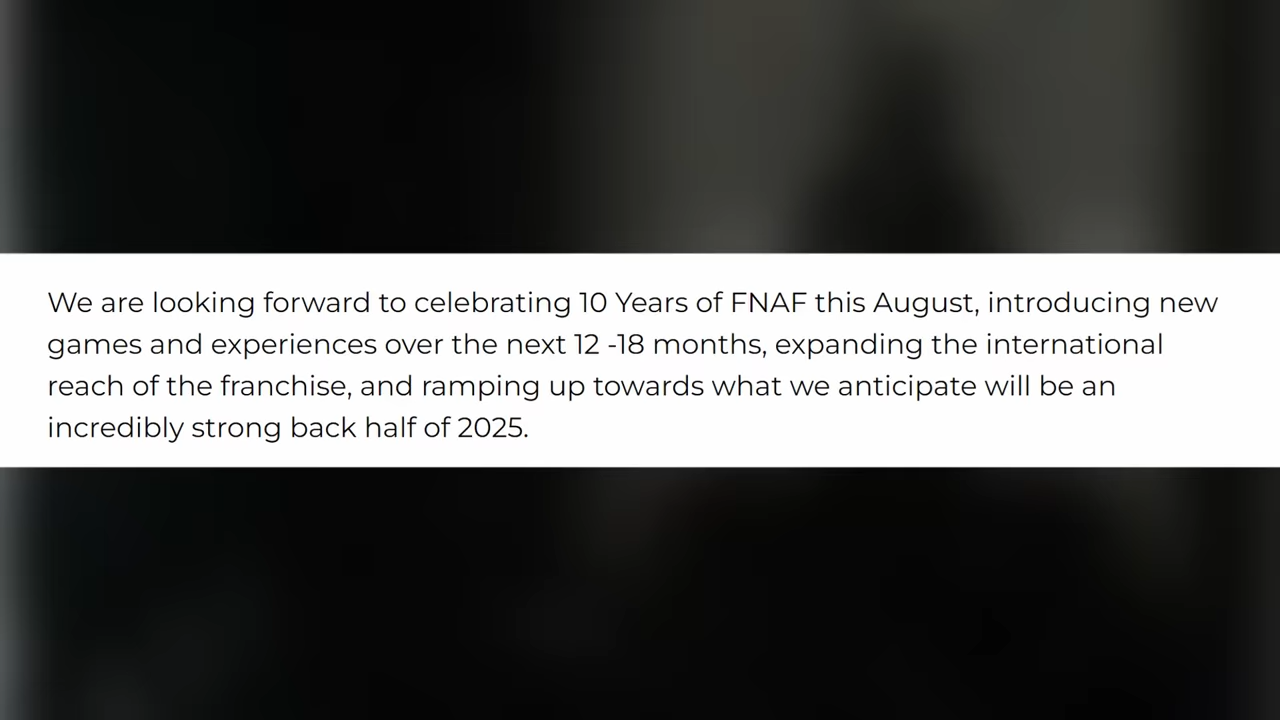 We are looking forward to celebrating 10 Years of FNAF this August, introducing new
games and experiences over the next 12 -18 months, expanding the international
reach of the franchise, and ramping up towards what we anticipate will be an
incredibly strong back half of 2025.